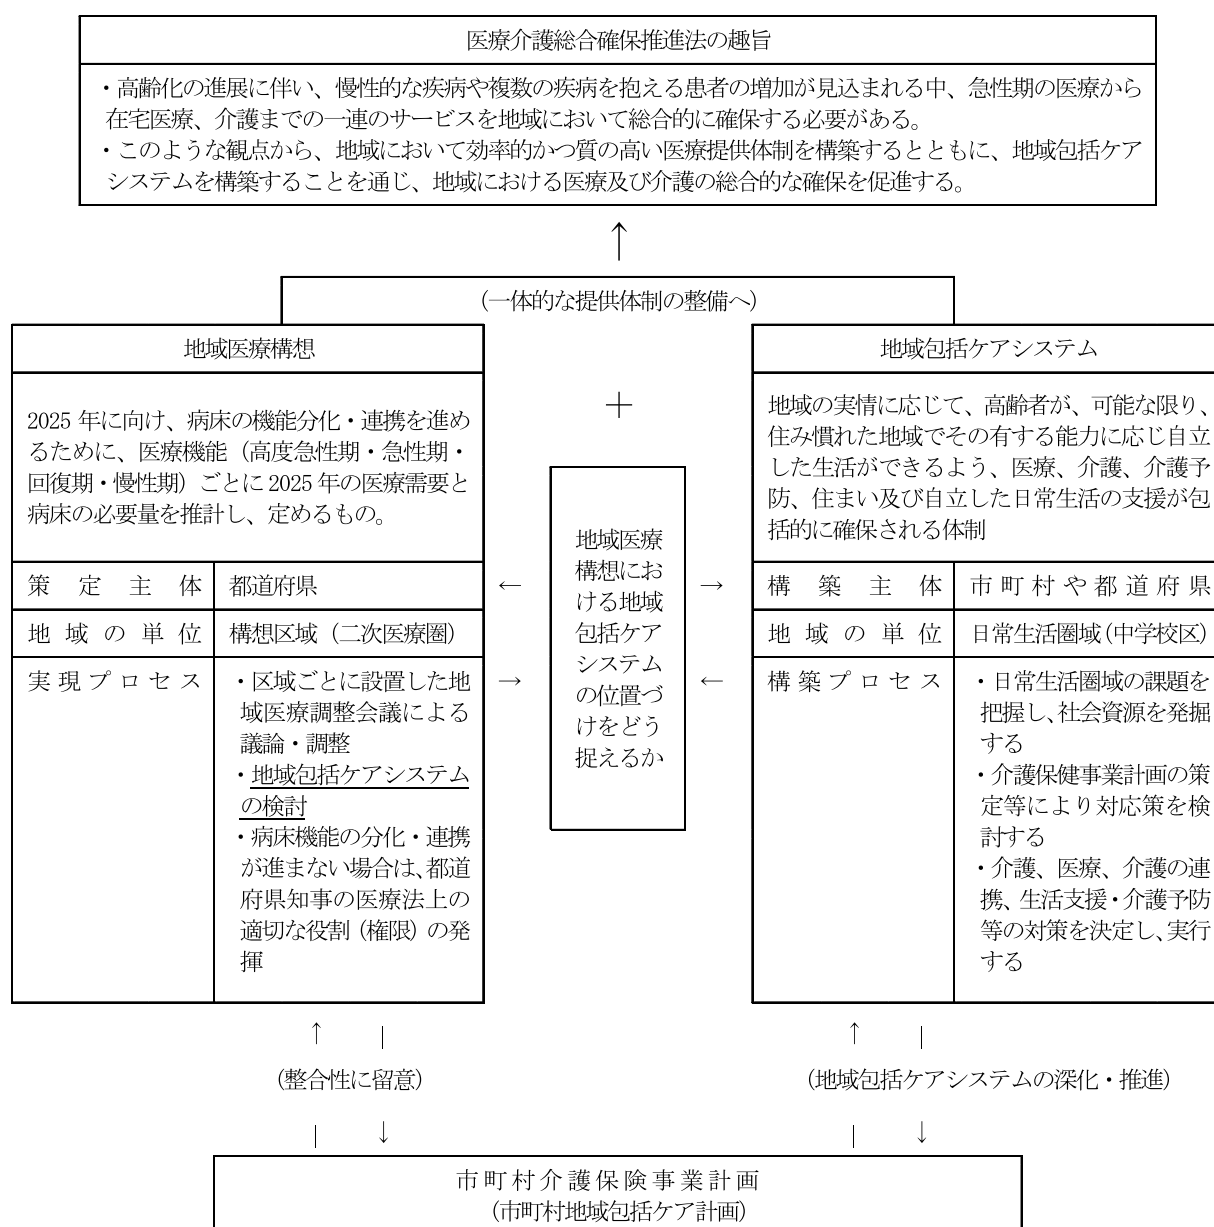 医療介護総合確保推進法の趣旨
・高齢化の進展に伴い、慢性的な疾病や複数の疾病を抱える患者の増加が見込まれる中、急性期の医療から
在宅医療、介護までの一連のサービスを地域において総合的に確保する必要がある。
・このような観点から、地域において効率的かつ質の高い医療提供体制を構築するとともに、地域包括ケア
システムを構築することを通じ、地域における医療及び介護の総合的な確保を促進する。
↑
(一体的な提供体制の整備へ)
地域医療構想
2025 年に向け、病床の機能分化・連携を進め
るために、医療機能（高度急性期・急性期・
回復期・慢性期）ごとに 2025 年の医療需要と
病床の必要量を推計し、定めるもの。
策定主体 都道府県
地域の単位 構想区域（二次医療圏）
実現プロセス
・区域ごとに設置した地
域医療調整会議による
議論・調整
・地域包括ケアシステム
の検討
・病床機能の分化・連携
が進まない場合は、都道
府県知事の医療法上の
適切な役割（権限）の発
揮
＋
地域医療
構想にお
ける地域
包括ケア
システム
の位置づ
けをどう
捉えるか
← →
→ ←
地域包括ケアシステム
地域の実情に応じて、高齢者が、可能な限り、
住み慣れた地域でその有する能力に応じ自立
した生活ができるよう、医療、介護、介護予
防、住まい及び自立した日常生活の支援が包
括的に確保される体制
構築主体 市町村や都道府県
地域の単位 日常生活圏域（中学校区）
構築プロセス
・日常生活圏域の課題を
把握し、社会資源を発掘
する
・介護保健事業計画の策
定等により対応策を検
討する
・介護、医療、介護の連
携、生活支援・介護予防
等の対策を決定し、実行
する
↑ ｜
(整合性に留意)
｜ ↓
↑ ｜
(地域包括ケアシステムの深化・推進)
｜ ↓
市町村介護保険事業計画
(市町村地域包括ケア計画)